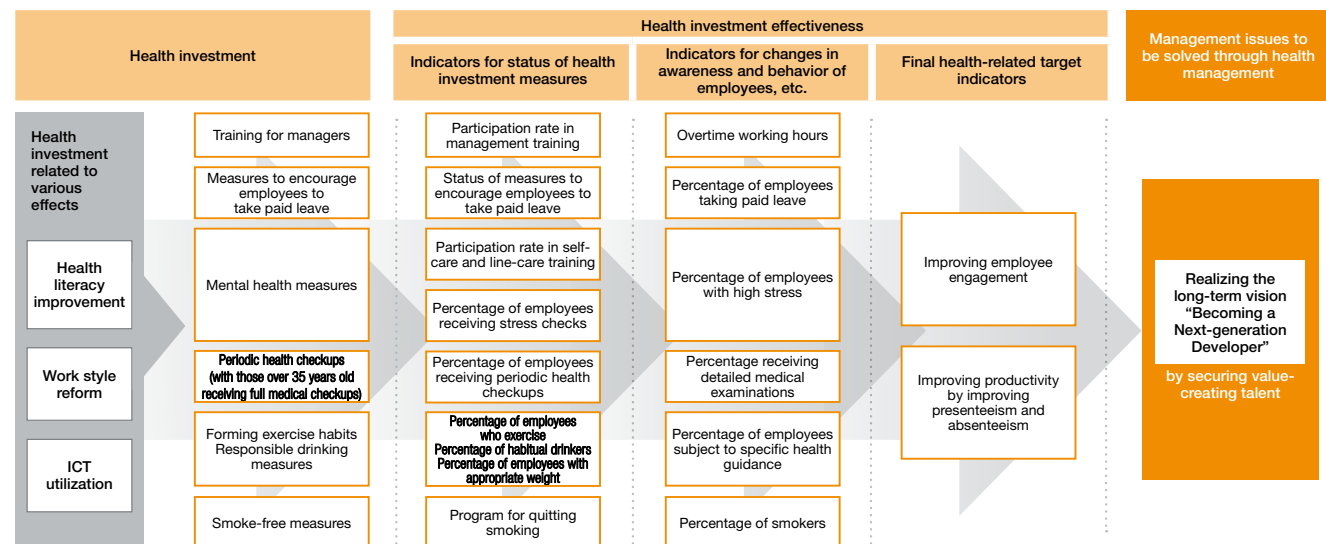 Health investment
Health investment effectiveness
Indicators for status of health
investment measures
Indicators for changes in
awareness and behavior of
employees, etc.
Final health-related target
indicators
Management issues to
be solved through health
management
Health
investment
related to
various
effects
Health
literacy
improvement
Work style
reform
ICT
utilization
Training for managers
Measures to encourage
employees to
take paid leave
Mental health measures
Periodic health checkups
(with those over 35 years old
receiving full medical checkups)
Forming exercise habits
Responsible drinking
measures
Smoke-free measures
Participation rate in
management training
Status of measures to
encourage employees to
take paid leave
Participation rate in self-
care and line-care training
Percentage of employees
receiving stress checks
Percentage of employees
receiving periodic health
checkups
Percentage of employees
who exercise
Percentage of habitual drinkers
Percentage of employees with
appropriate weight
Program for quitting
smoking
Overtime working hours
Percentage of employees
taking paid leave
Percentage of employees
with high stress
Percentage receiving
detailed medical
examinations
Percentage of employees
subject to specific health
guidance
Percentage of smokers
Improving employee
engagement
Improving productivity
by improving
presenteeism and
absenteeism
Realizing the
long-term vision
“Becoming a
Next-generation
Developer”
by securing value-
creating talent